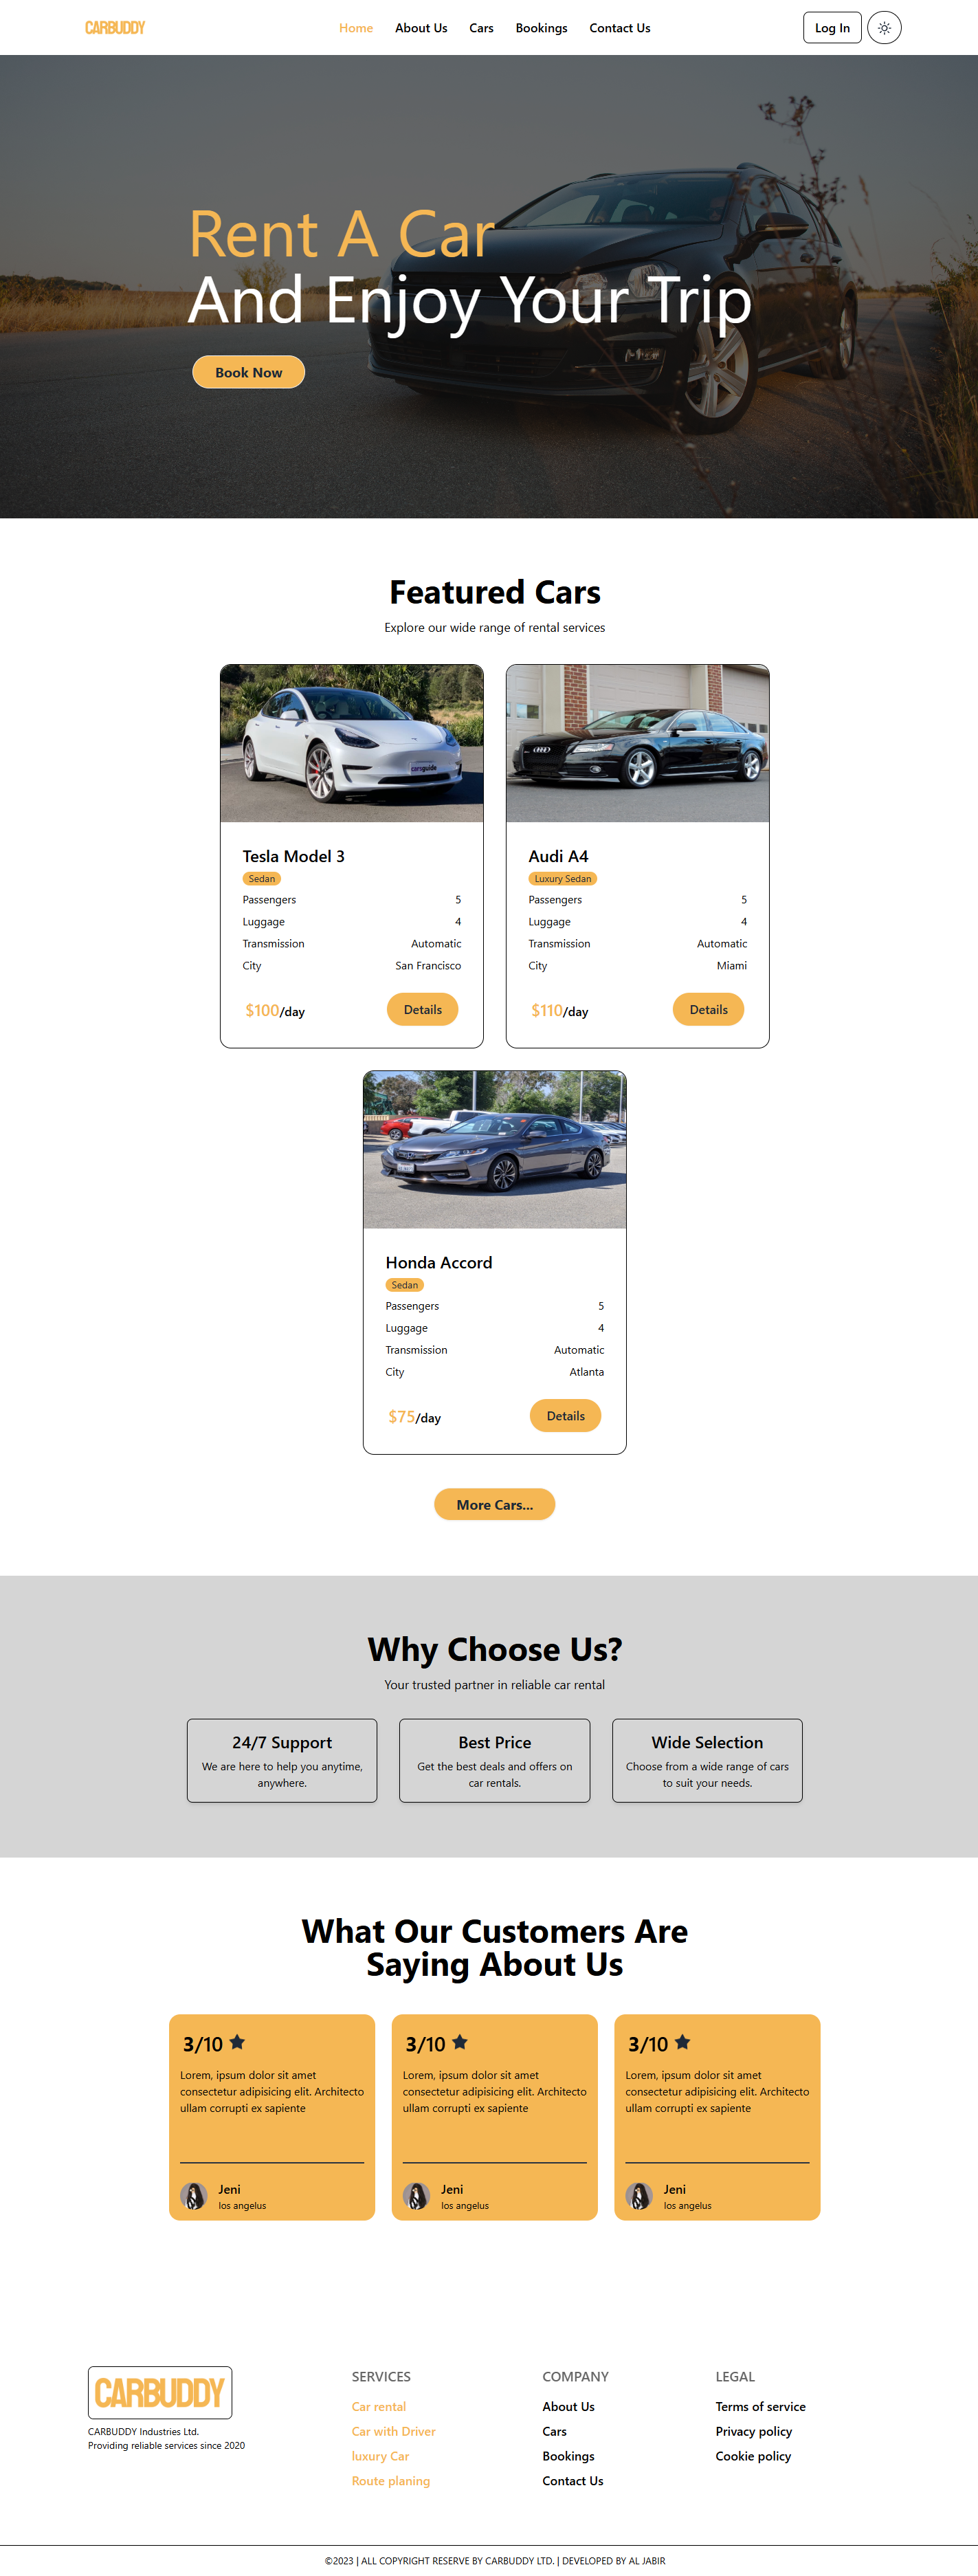 CARBUDDY
Home About Us Cars Bookings Contact Us
Log In
Rent A Car
And Enjoy Your Trip
Book Now
Featured Cars
Explore our wide range of rental services
carsguide
Tesla Model 3
Sedan
Passengers 5
Luggage 4
Transmission Automatic
City San Francisco
$100/day Details
Audi A4
Luxury Sedan
Passengers 5
Luggage 4
Transmission Automatic
City Miami
$110/day Details
Honda Accord
Sedan
Passengers 5
Luggage 4
Transmission Automatic
City Atlanta
$75/day Details
More Cars...
Why Choose Us?
Your trusted partner in reliable car rental
24/7 Support
We are here to help you anytime,
anywhere.
Best Price
Get the best deals and offers on
car rentals.
Wide Selection
Choose from a wide range of cars
to suit your needs.
What Our Customers Are
Saying About Us
3/10
Lorem, ipsum dolor sit amet
consectetur adipisicing elit. Architecto
ullam corrupti ex sapiente
Jeni
los angelus
3/10
Lorem, ipsum dolor sit amet
consectetur adipisicing elit. Architecto
ullam corrupti ex sapiente
Jeni
los angelus
3/10
Lorem, ipsum dolor sit amet
consectetur adipisicing elit. Architecto
ullam corrupti ex sapiente
Jeni
los angelus
CARBUDDY
CARBUDDY Industries Ltd.
Providing reliable services since 2020
SERVICES
Car rental
Car with Driver
luxury Car
Route planing
COMPANY
About Us
Cars
Bookings
Contact Us
LEGAL
Terms of service
Privacy policy
Cookie policy
©2023 | ALL COPYRIGHT RESERVE BY CARBUDDY LTD. | DEVELOPED BY AL JABIR